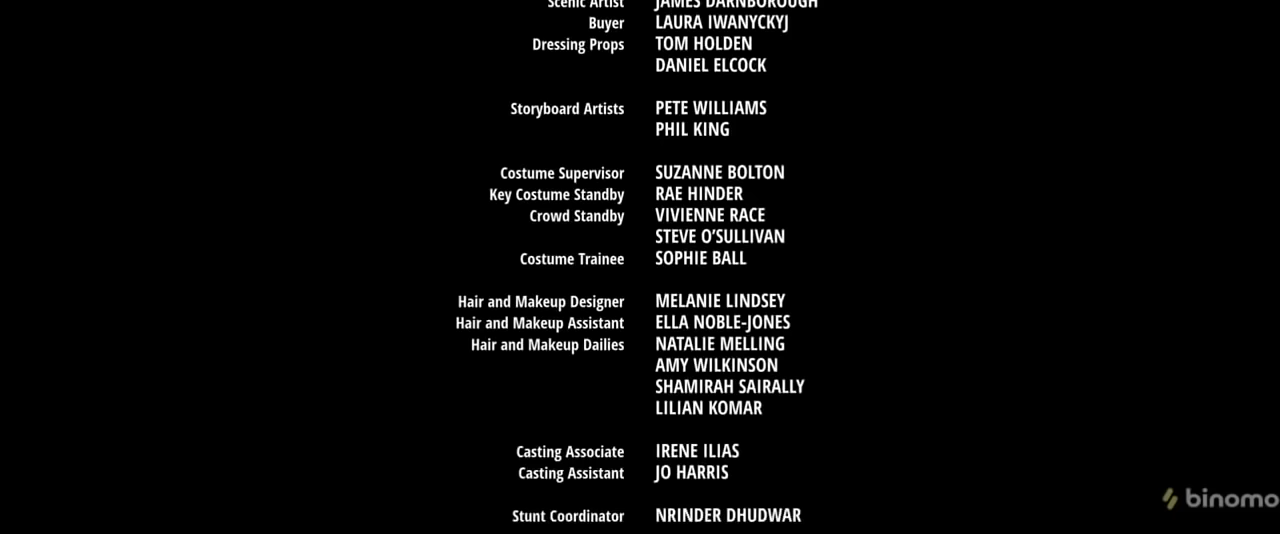 Scenic Artist JAMES DARNBOROUGH
Buyer LAURA IWANYCKYJ
Dressing Props TOM HOLDEN
DANIEL ELCOCK
Storyboard Artists PETE WILLIAMS
PHIL KING
Costume Supervisor SUZANNE BOLTON
Key Costume Standby RAE HINDER
Crowd Standby VIVIENNE RACE
STEVE O'SULLIVAN
Costume Trainee SOPHIE BALL
Hair and Makeup Designer MELANIE LINDSEY
Hair and Makeup Assistant ELLA NOBLE-JONES
Hair and Makeup Dailies NATALIE MELLING
AMY WILKINSON
SHAMIRAH SAIRALLY
LILIAN KOMAR
Casting Associate IRENE ILIAS
Casting Assistant JO HARRIS
binomo
Stunt Coordinator NRINDER DHUDWAR